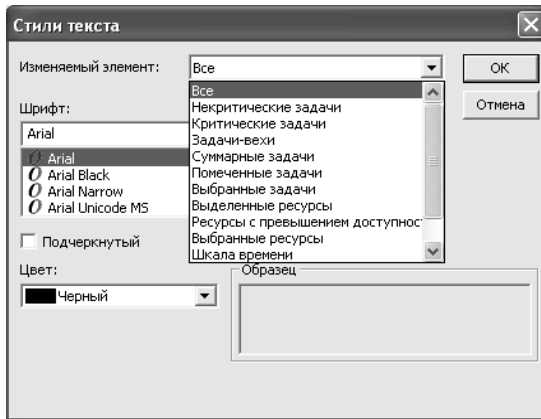 Стили текста
Изменяемый элемент:
Все
ОК
Отмена
Все
Некритические задачи
Критические задачи
Задачи-вехи
Суммарные задачи
Помеченные задачи
Выбранные задачи
Выделенные ресурсы
Ресурсы с превышением доступнос
Выбранные ресурсы
Шкала времени
Шрифт:
Arial
Arial
Arial Black
Arial Narrow
Arial Unicode MS
Подчеркнутый
Цвет:
Черный
Образец